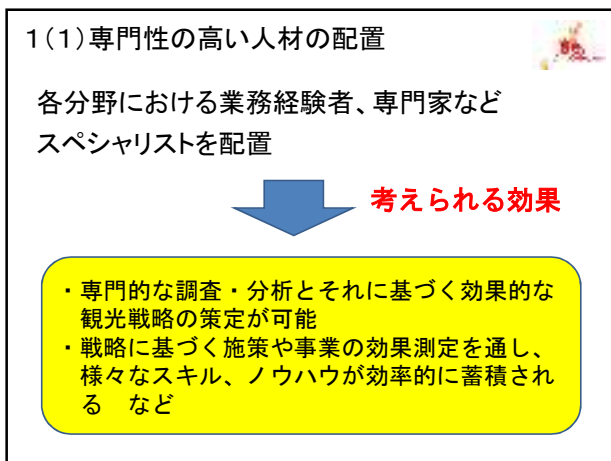 1(1)専門性の高い人材の配置
各分野における業務経験者、専門家など
スペシャリストを配置
考えられる効果
・専門的な調査・分析とそれに基づく効果的な
観光戦略の策定が可能
・戦略に基づく施策や事業の効果測定を通し、
様々なスキル、ノウハウが効率的に蓄積され
る　など